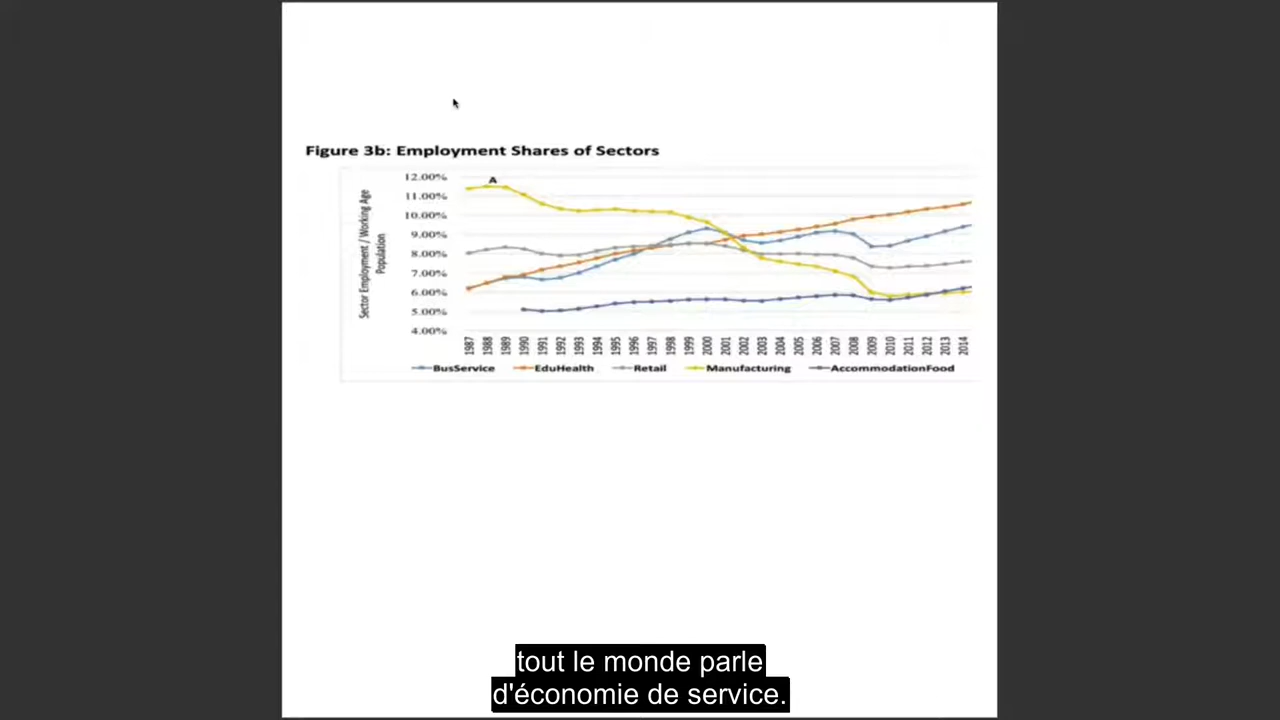 Figure 3b: Employment Shares of Sectors
A
12.00%
11.00%
10.00%
9.00%
8.00%
7.00%
6.00%
5.00%
4.00%
Sector Employment / Working Age
Population
1987 1988 1989 1990 1991 1992 1993 1994 1995 1996 1997 1998 1999 2000 2001 2002 2003 2004 2005 2006 2007 2008 2009 2010 2011 2012 2013 2014
BusService EduHealth Retail Manufacturing AccommodationFood
tout le monde parle
d'économie de service.